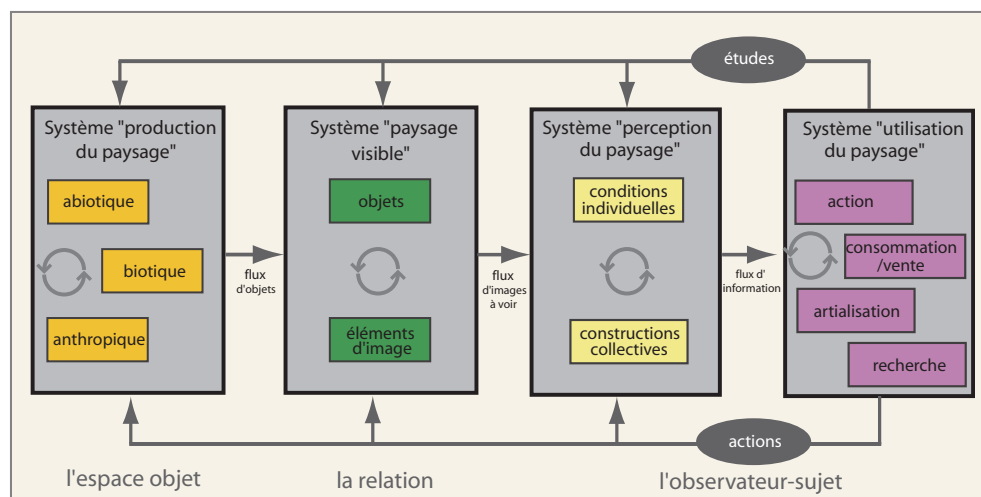 études
Système "production
du paysage"
abiotique
biotique
anthropique
flux
d'objets
Système "paysage
visible"
objets
éléments
d'image
flux
d'images
à voir
Système "perception
du paysage"
conditions
individuelles
constructions
collectives
flux d'
information
Système "utilisation
du paysage"
action
consommation
/vente
artialisation
recherche
actions
l'espace objet
la relation
l'observateur-sujet